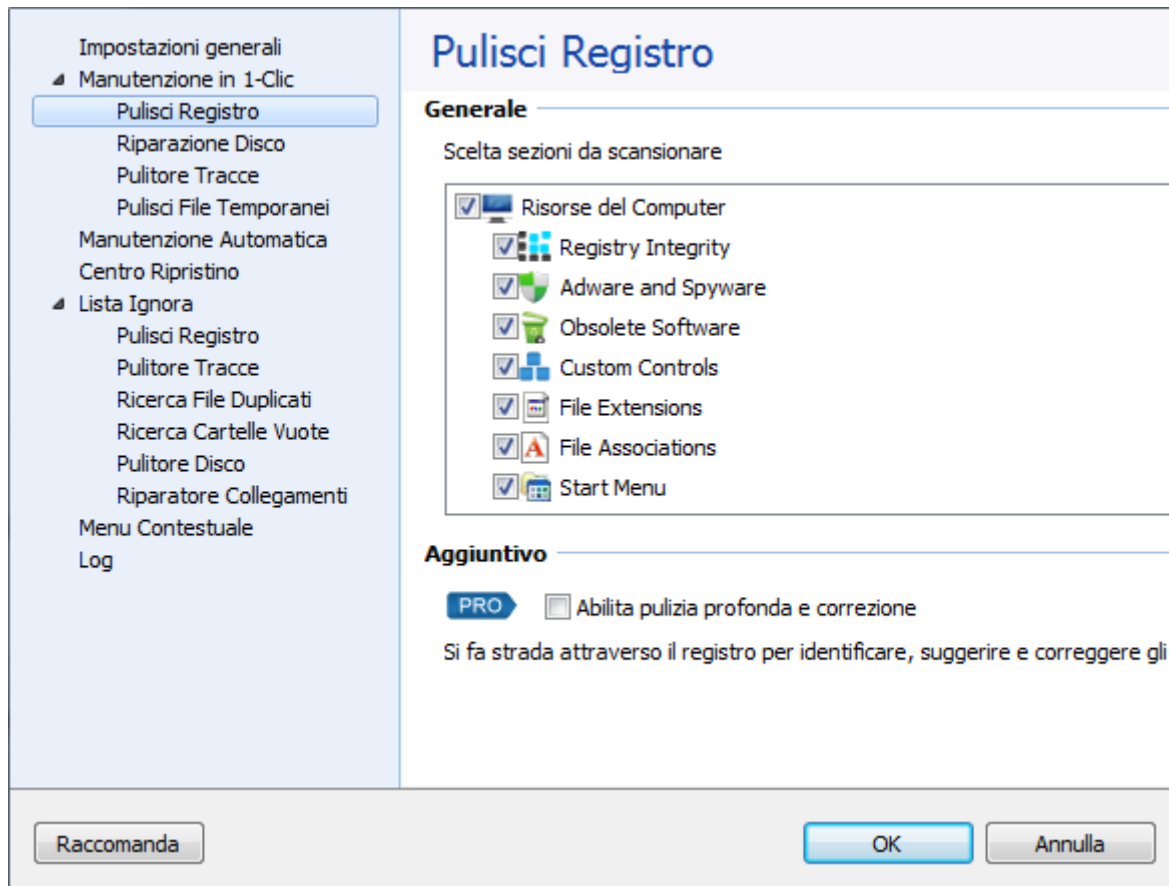 Impostazioni generali
Manutenzione in 1-Clic
Pulisci Registro
Riparazione Disco
Pulitore Tracce
Pulisci File Temporanei
Manutenzione Automatica
Centro Ripristino
Lista Ignora
Pulisci Registro
Pulitore Tracce
Ricerca File Duplicati
Ricerca Cartelle Vuote
Pulitore Disco
Riparatore Collegamenti
Menu Contestuale
Log
Pulisci Registro
Generale
Scelta sezioni da scansionare
Risorse del Computer
Registry Integrity
Adware and Spyware
Obsolete Software
Custom Controls
File Extensions
File Associations
Start Menu
Aggiuntivo
PRO Abilita pulizia profonda e correzione
Si fa strada attraverso il registro per identificare, suggerire e correggere gli
Raccomanda
OK
Annulla